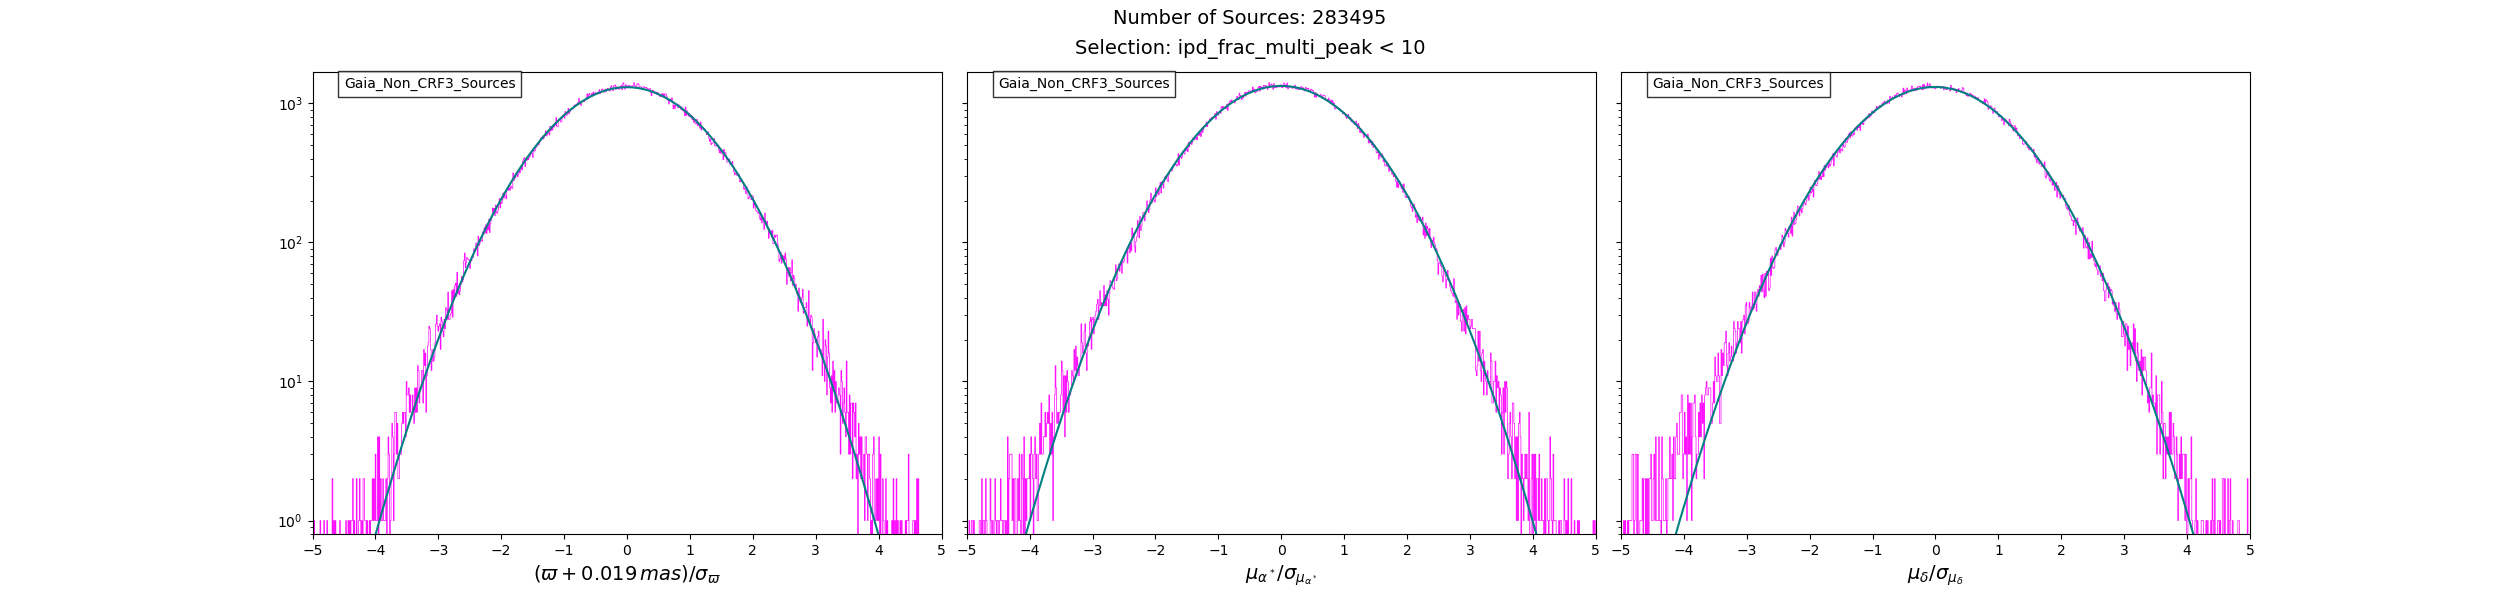 Number of Sources: 283495
Selection: ipd_frac_multi_peak < 10
Gaia_Non_CRF3_Sources Gaia_Non_CRF3_Sources Gaia_Non_CRF3_Sources
10³
10²
10¹
10⁰
−5 −4 −3 −2 −1 0 1 2 3 4 5 −5 −4 −3 −2 −1 0 1 2 3 4 5 −5 −4 −3 −2 −1 0 1 2 3 4 5
(ϖ + 0.019 mas)/σ_ϖ μ_α*/σ_μ_α* μ_δ/σ_μ_δ